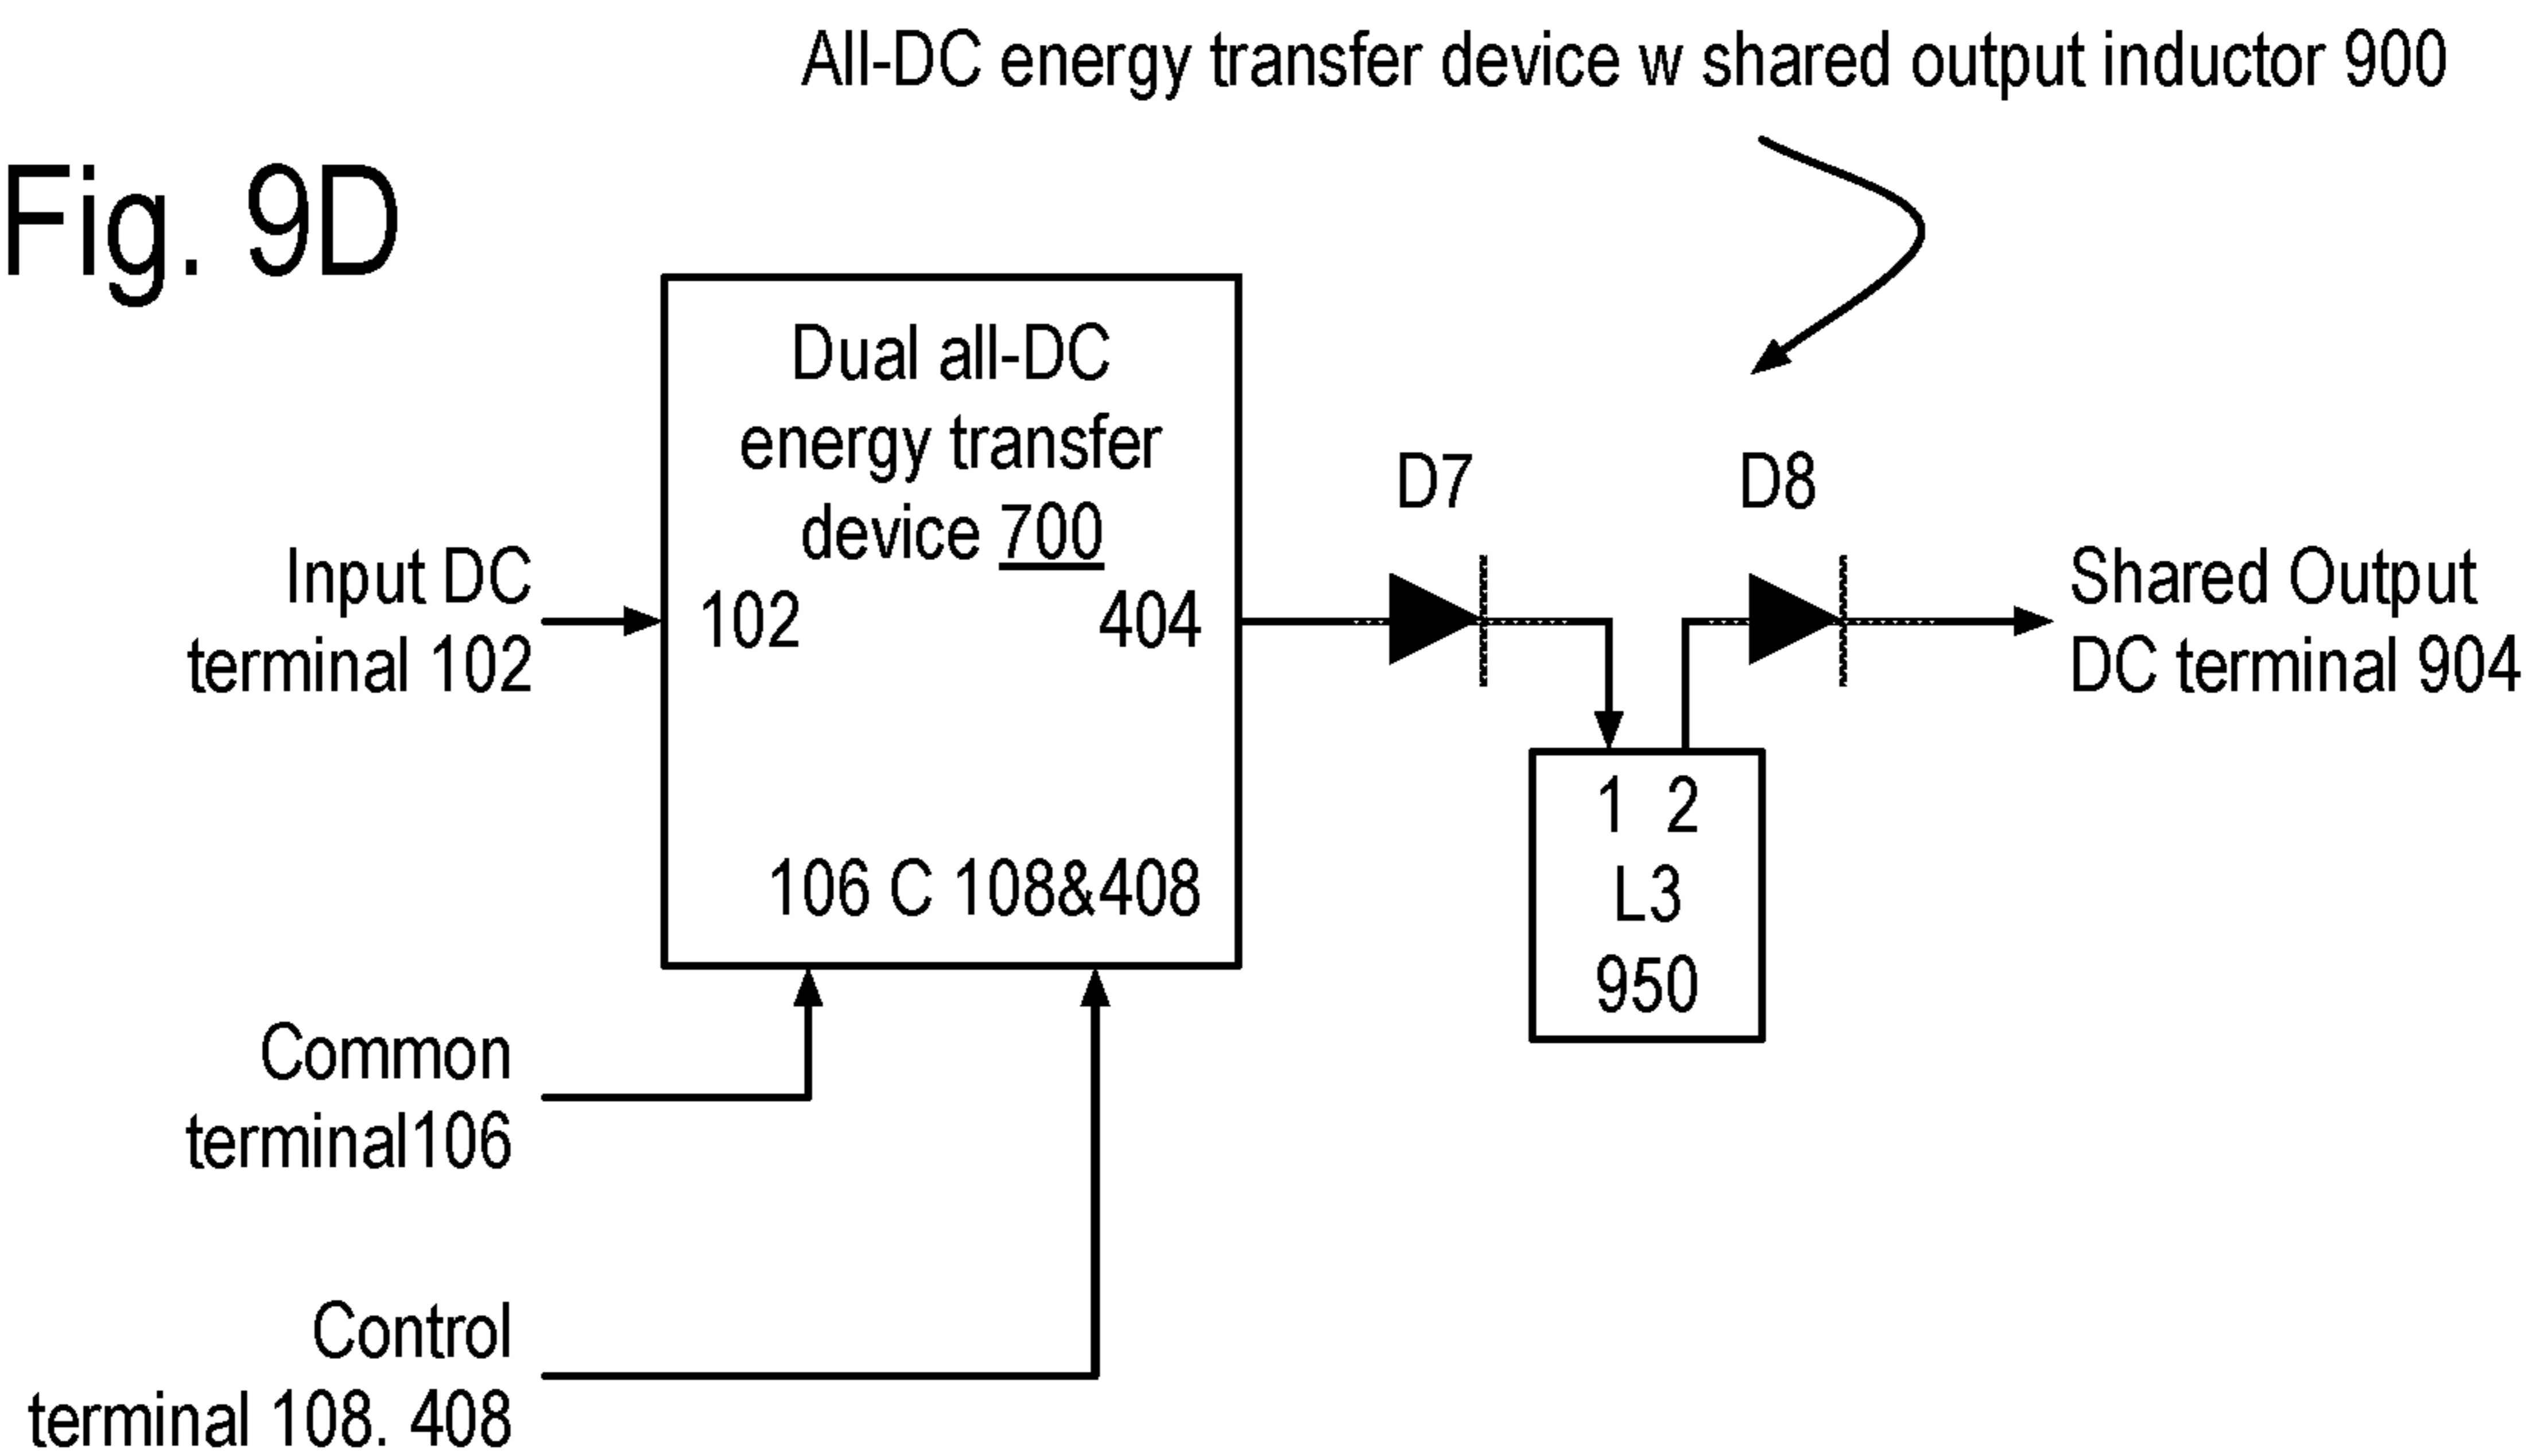 All-DC energy transfer device w shared output inductor 900
Fig. 9D
Dual all-DC
energy transfer
device 700
D7
D8
Input DC
terminal 102
102
404
Shared Output
DC terminal 904
1 2
L3
950
106 C 108&408
Common
terminal106
Control
terminal 108. 408